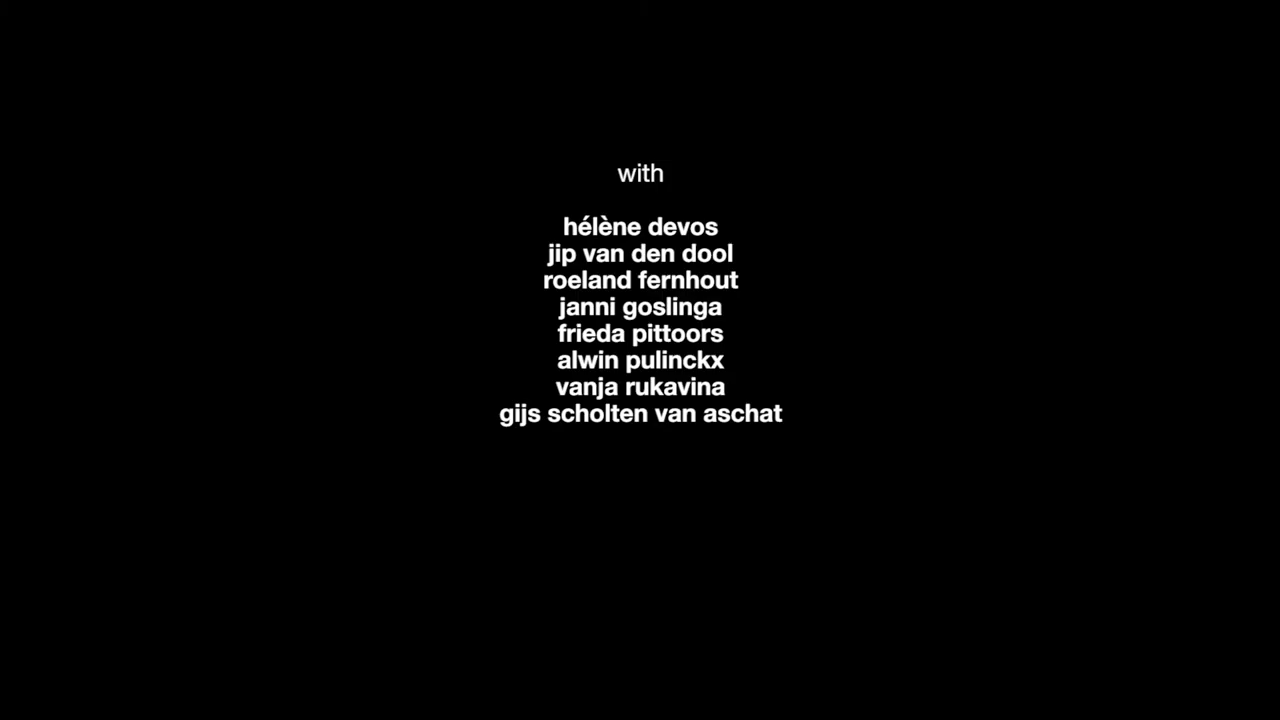 with
hélène devos
jip van den dool
roeland fernhout
janni goslinga
frieda pittoors
alwin pulinckx
vanja rukavina
gijs scholten van aschat